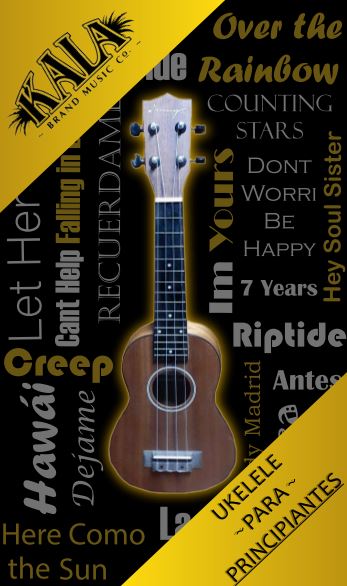 KALA
~ BRAND MUSIC CO. ~
Over the
Rainbow
COUNTING
STARS
DONT
WORRI
BE
HAPPY
Hey Soul Sister
Im Yours
7 Years
Riptide
Antes
Let Her
Cant Help Falling in
RECUERDAME
Creep
Hawái
Dejame
Here Como
the Sun
La
Madrid
UKELELE
~ PARA ~
PRINCIPIANTES